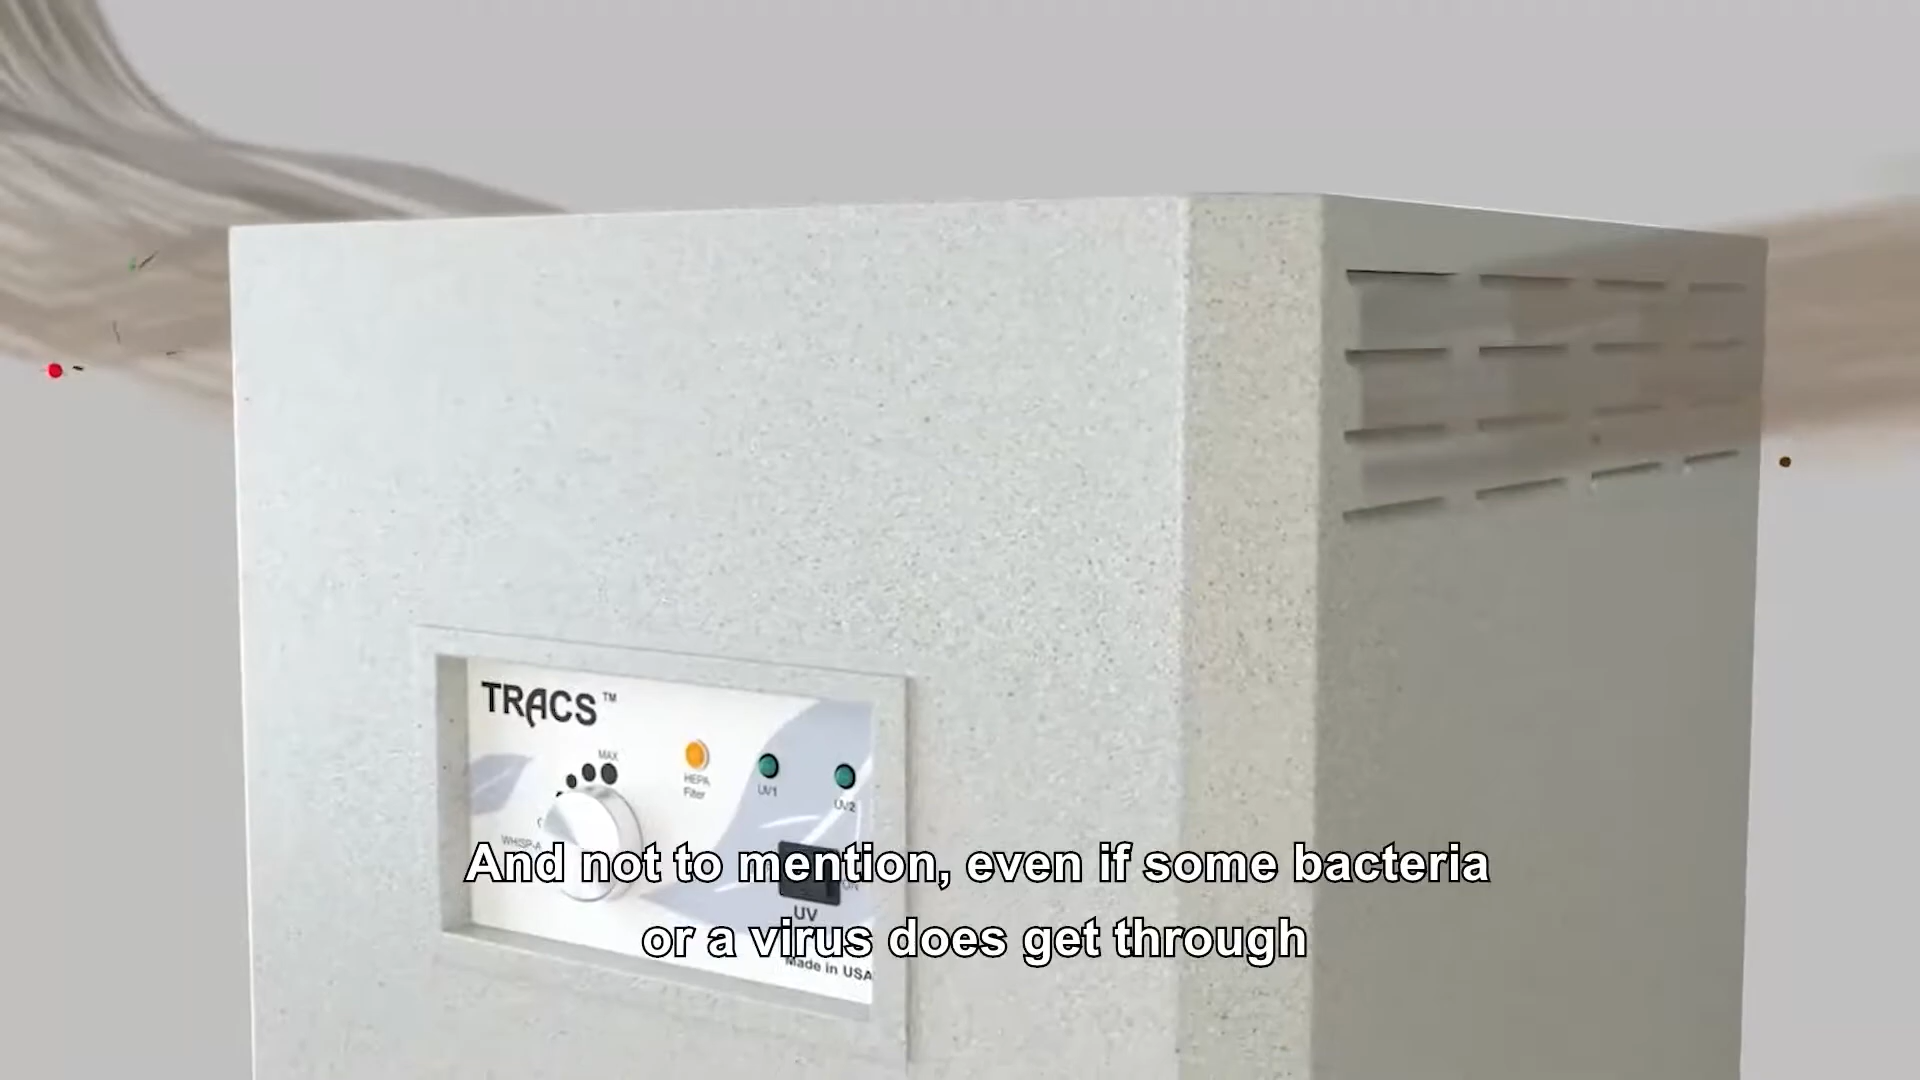 TRACS™
MAX
HEPA
Filter
UV1
UV2
ON
UV
Made in USA
And not to mention, even if some bacteria
or a virus does get through